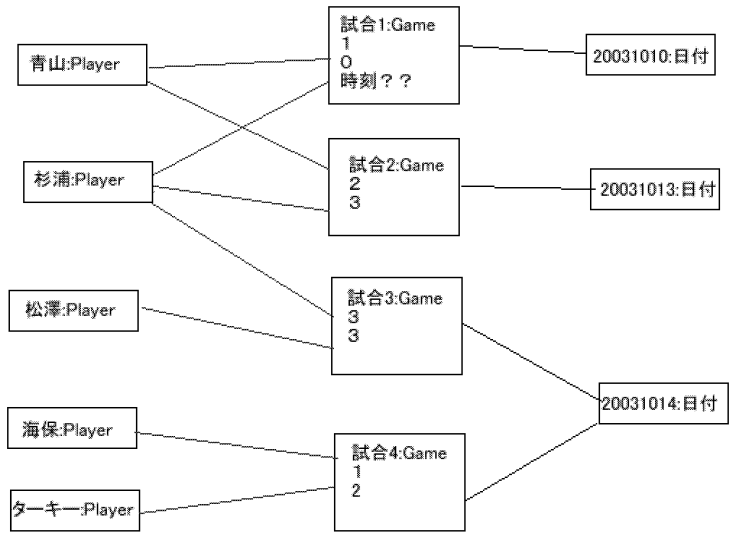 青山:Player
杉浦:Player
松澤:Player
海保:Player
ターキー:Player
試合1:Game
1
0
時刻??
試合2:Game
2
3
試合3:Game
3
3
試合4:Game
1
2
20031010:日付
20031013:日付
20031014:日付